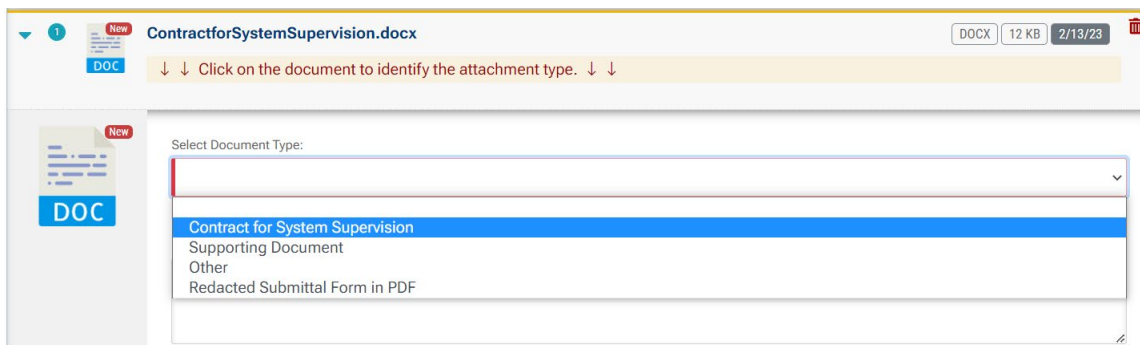 1 New DOC ContractforSystemSupervision.docx DOCX 12 KB 2/13/23
↓ ↓ Click on the document to identify the attachment type. ↓ ↓
New
DOC
Select Document Type:
Contract for System Supervision
Supporting Document
Other
Redacted Submittal Form in PDF